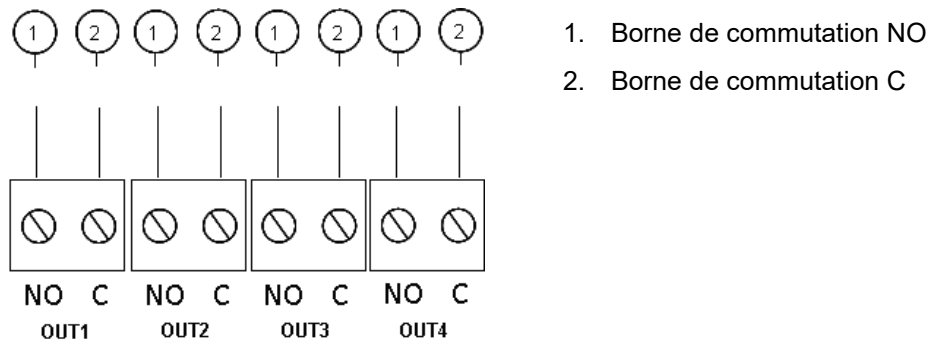 1 2 1 2 1 2 1 2
1. Borne de commutation NO
2. Borne de commutation C
NO C NO C NO C NO C
OUT1 OUT2 OUT3 OUT4